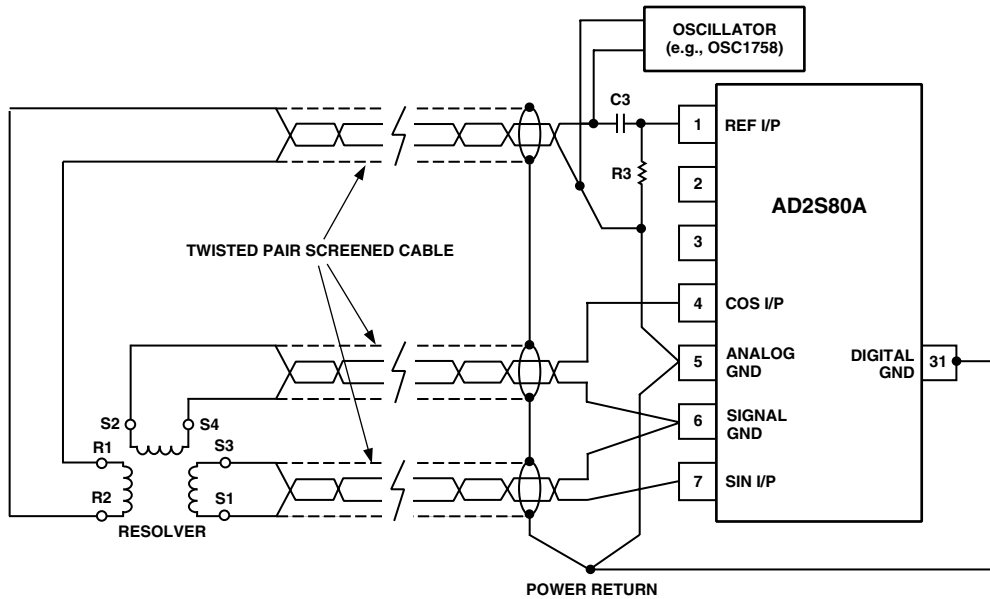 OSCILLATOR
(e.g., OSC1758)
C3
1
REF I/P
R3
2
AD2S80A
3
TWISTED PAIR SCREENED CABLE
4
COS I/P
5
ANALOG
GND
DIGITAL
GND
31
S2
S4
6
SIGNAL
GND
R1
S3
7
SIN I/P
R2
S1
RESOLVER
POWER RETURN